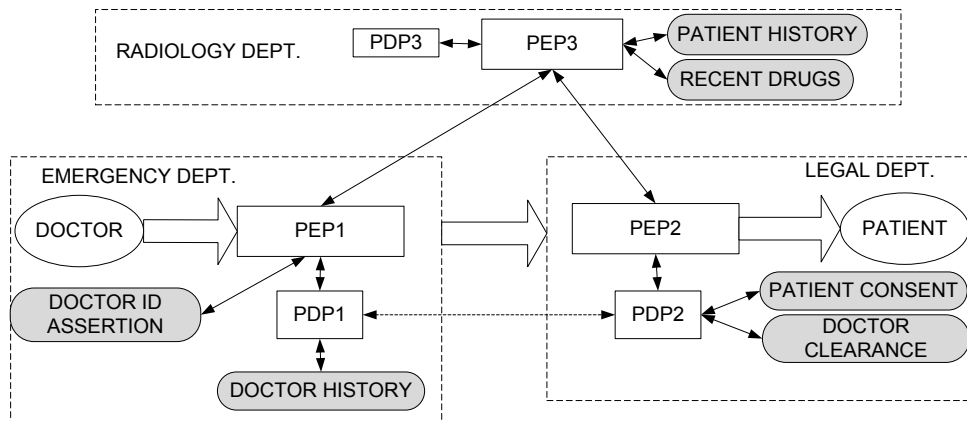 RADIOLOGY DEPT.
PDP3
PEP3
PATIENT HISTORY
RECENT DRUGS
EMERGENCY DEPT.
DOCTOR
PEP1
DOCTOR ID
ASSERTION
PDP1
DOCTOR HISTORY
LEGAL DEPT.
PEP2
PATIENT
PDP2
PATIENT CONSENT
DOCTOR
CLEARANCE